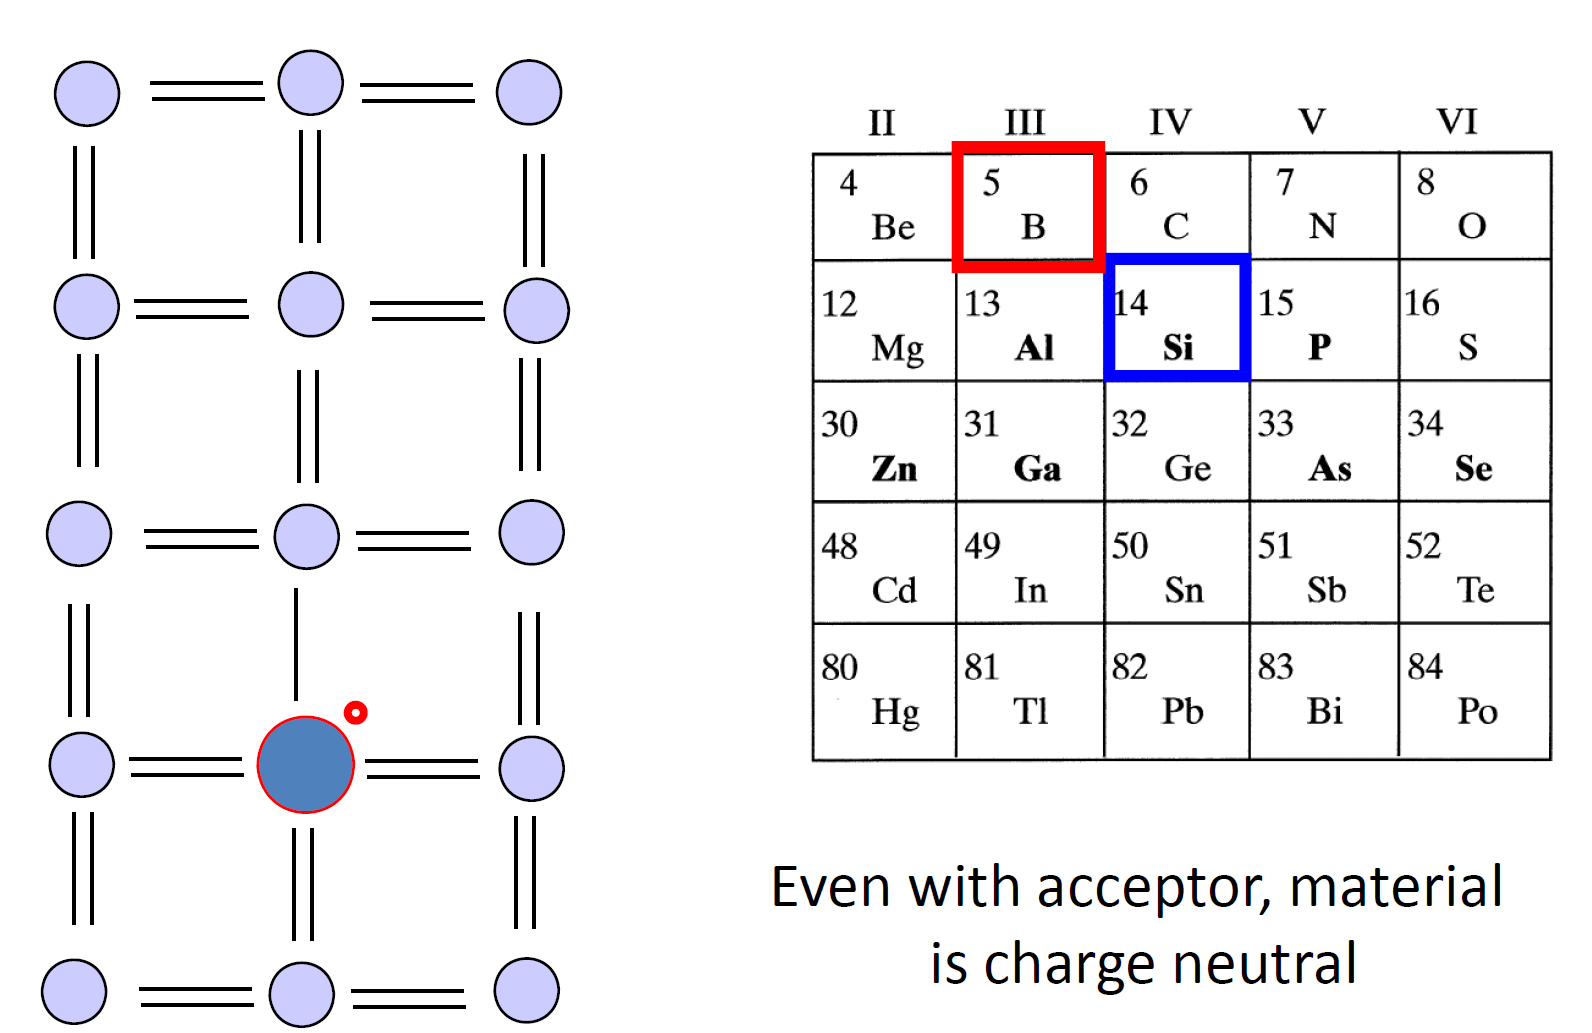 II III IV V VI
4 5 6 7 8
Be B C N O
12 13 14 15 16
Mg Al Si P S
30 31 32 33 34
Zn Ga Ge As Se
48 49 50 51 52
Cd In Sn Sb Te
80 81 82 83 84
Hg Tl Pb Bi Po
Even with acceptor, material
is charge neutral